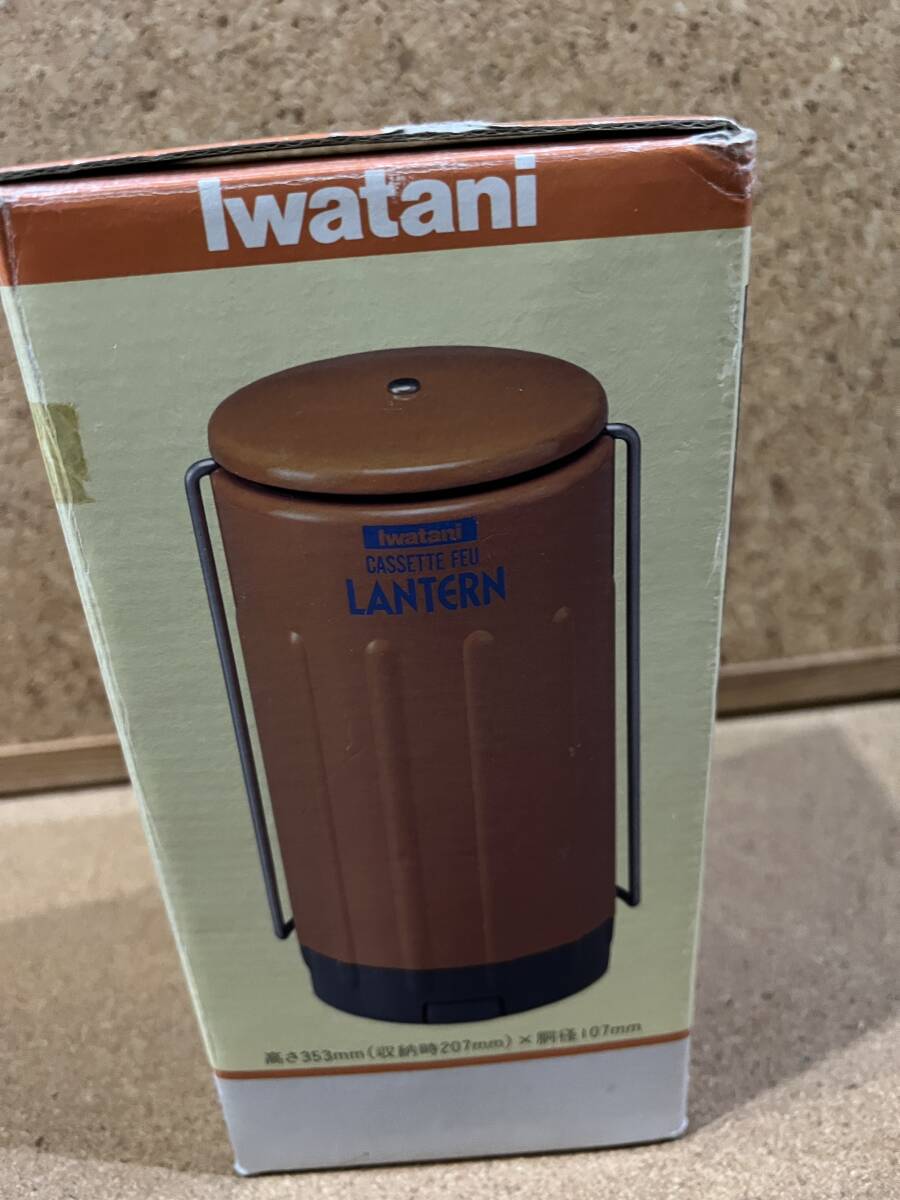 Iwatani
Iwatani
CASSETTE FEU
LANTERN
高さ353mm(収納時207mm)×胴径107mm